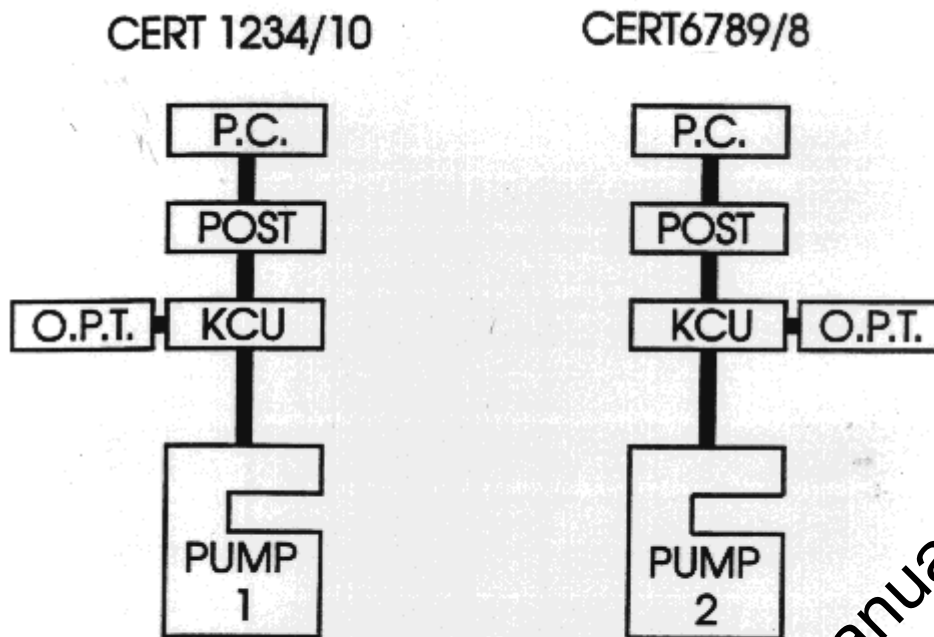 CERT 1234/10
CERT6789/8
P.C.
P.C.
POST
POST
O.P.T.
KCU
KCU
O.P.T.
PUMP
1
PUMP
2